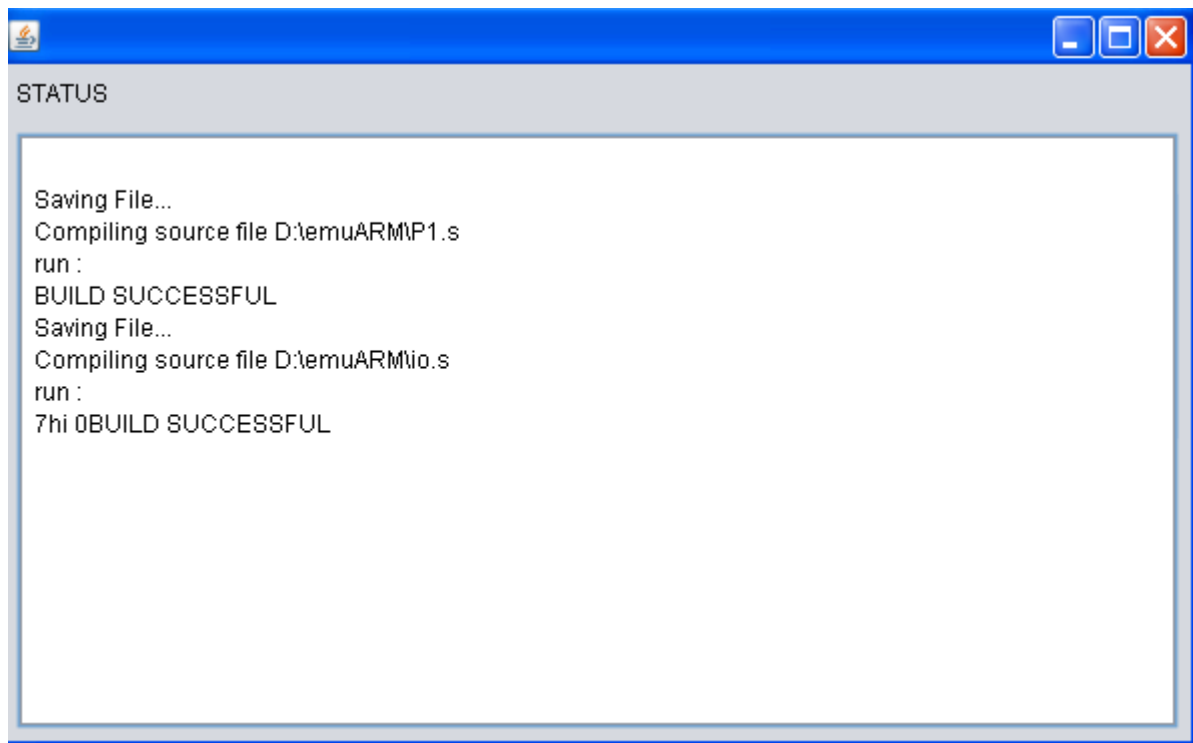 STATUS
Saving File...
Compiling source file D:\emuARM\P1.s
run :
BUILD SUCCESSFUL
Saving File...
Compiling source file D:\emuARM\io.s
run :
7hi 0BUILD SUCCESSFUL